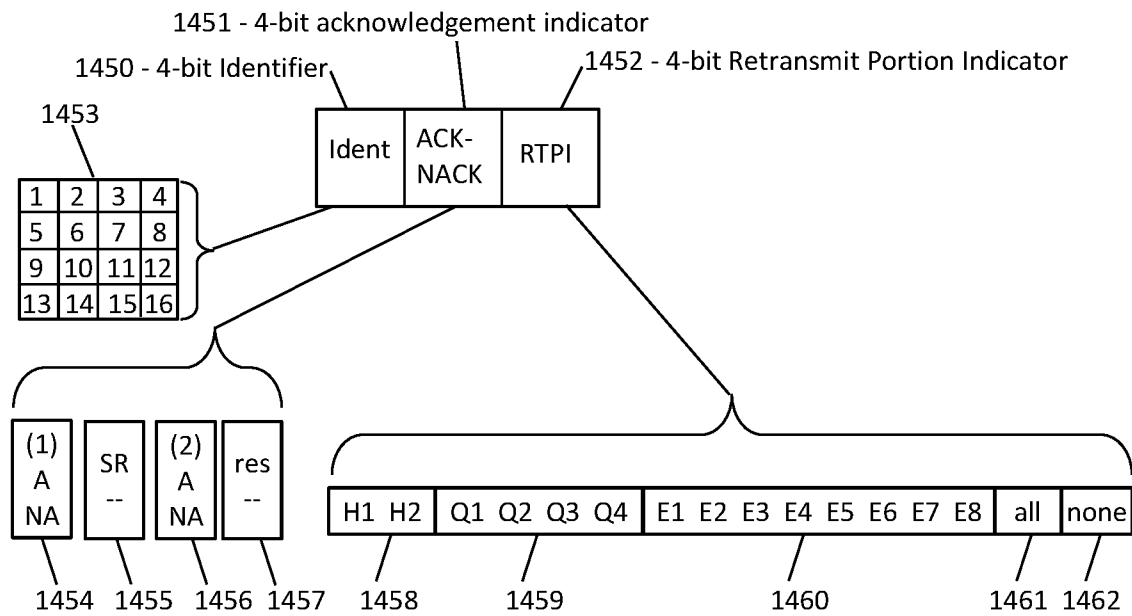 1451 - 4-bit acknowledgement indicator
1450 - 4-bit Identifier
1452 - 4-bit Retransmit Portion Indicator
1453
Ident
ACK-
NACK
RTPI
1 2 3 4
5 6 7 8
9 10 11 12
13 14 15 16
(1)
A
NA
SR
--
(2)
A
NA
res
--
H1 H2 Q1 Q2 Q3 Q4 E1 E2 E3 E4 E5 E6 E7 E8 all none
1454 1455 1456 1457 1458 1459 1460 1461 1462